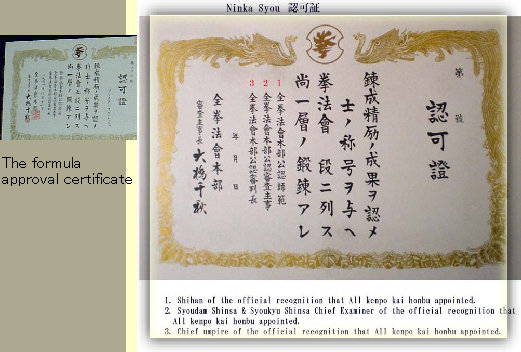 Ninka Syou 認可証
拳
第 號
認可證
錬成精励ノ成果ヲ認メ
士ノ称号ヲ与ヘ
拳法會 段ニ列ス
尚一層ノ鍛錬アレ
1 全拳法會本部公認師範
2 全拳法會本部公認審査主事
3 全拳法會本部公認審判長
年 月 日
全拳法會本部
大橋千秋
認可證
The formula
approval certificate
1. Shihan of the official recognition that All kenpo kai honbu appointed.
2. Syoudam Shinsa & Syoukyu Shinsa Chief Examiner of the official recognition that
All kenpo kai honbu appointed.
3. Chief umpire of the official recognition that All kenpo kai honbu appointed.